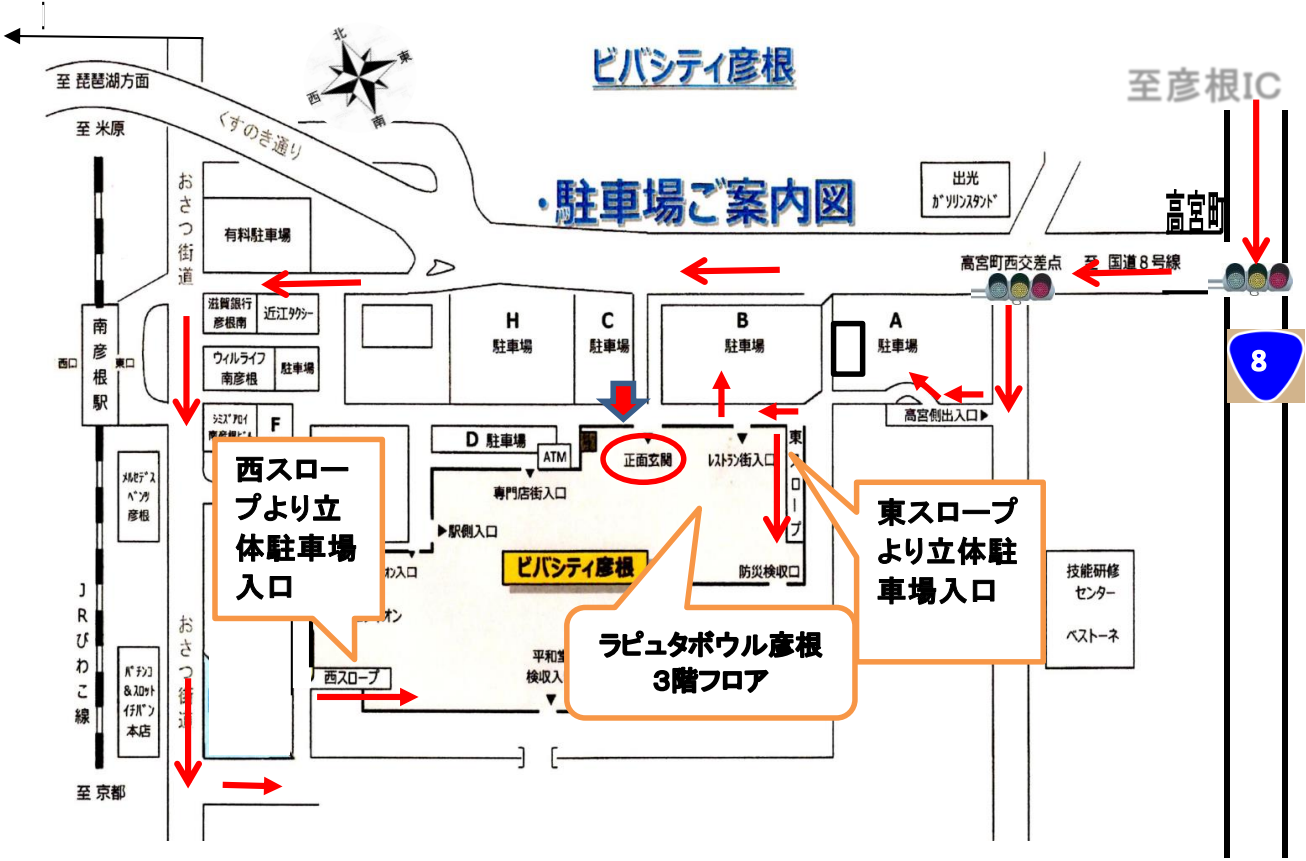 北
東
西
南
ビバシティ彦根
至彦根IC
至 琵琶湖方面
至 米原
くすのき通り
おさつ街道
・駐車場ご案内図
出光
ｶﾞｿﾘﾝｽﾀﾝﾄﾞ
高宮町
有料駐車場
高宮町西交差点
至 国道8号線
滋賀銀行
彦根南
近江ﾀｸｼｰ
H
駐車場
C
駐車場
B
駐車場
A
駐車場
8
南彦根駅
西口
東口
ウィルライフ
南彦根
駐車場
ｼﾐｽﾞｱﾛｲ
F
高宮側出入口▶
D 駐車場
ATM
正面玄関
ﾚｽﾄﾗﾝ街入口
東スロープ
専門店街入口
▶駅側入口
ﾒﾙｾﾃﾞｽ
ﾍﾞﾝﾂ
彦根
西スロー
プより立
体駐車場
入口
東スロープ
より立体駐
車場入口
ビバシティ彦根
防災検収口
技能研修
センター
ベストーネ
ラピュタボウル彦根
３階フロア
平和堂
検収入
西スロープ
JRびわこ線
おさつ街道
ﾊﾟﾁﾝｺ
&ｽﾛｯﾄ
ｲﾁﾊﾞﾝ
本店
至 京都